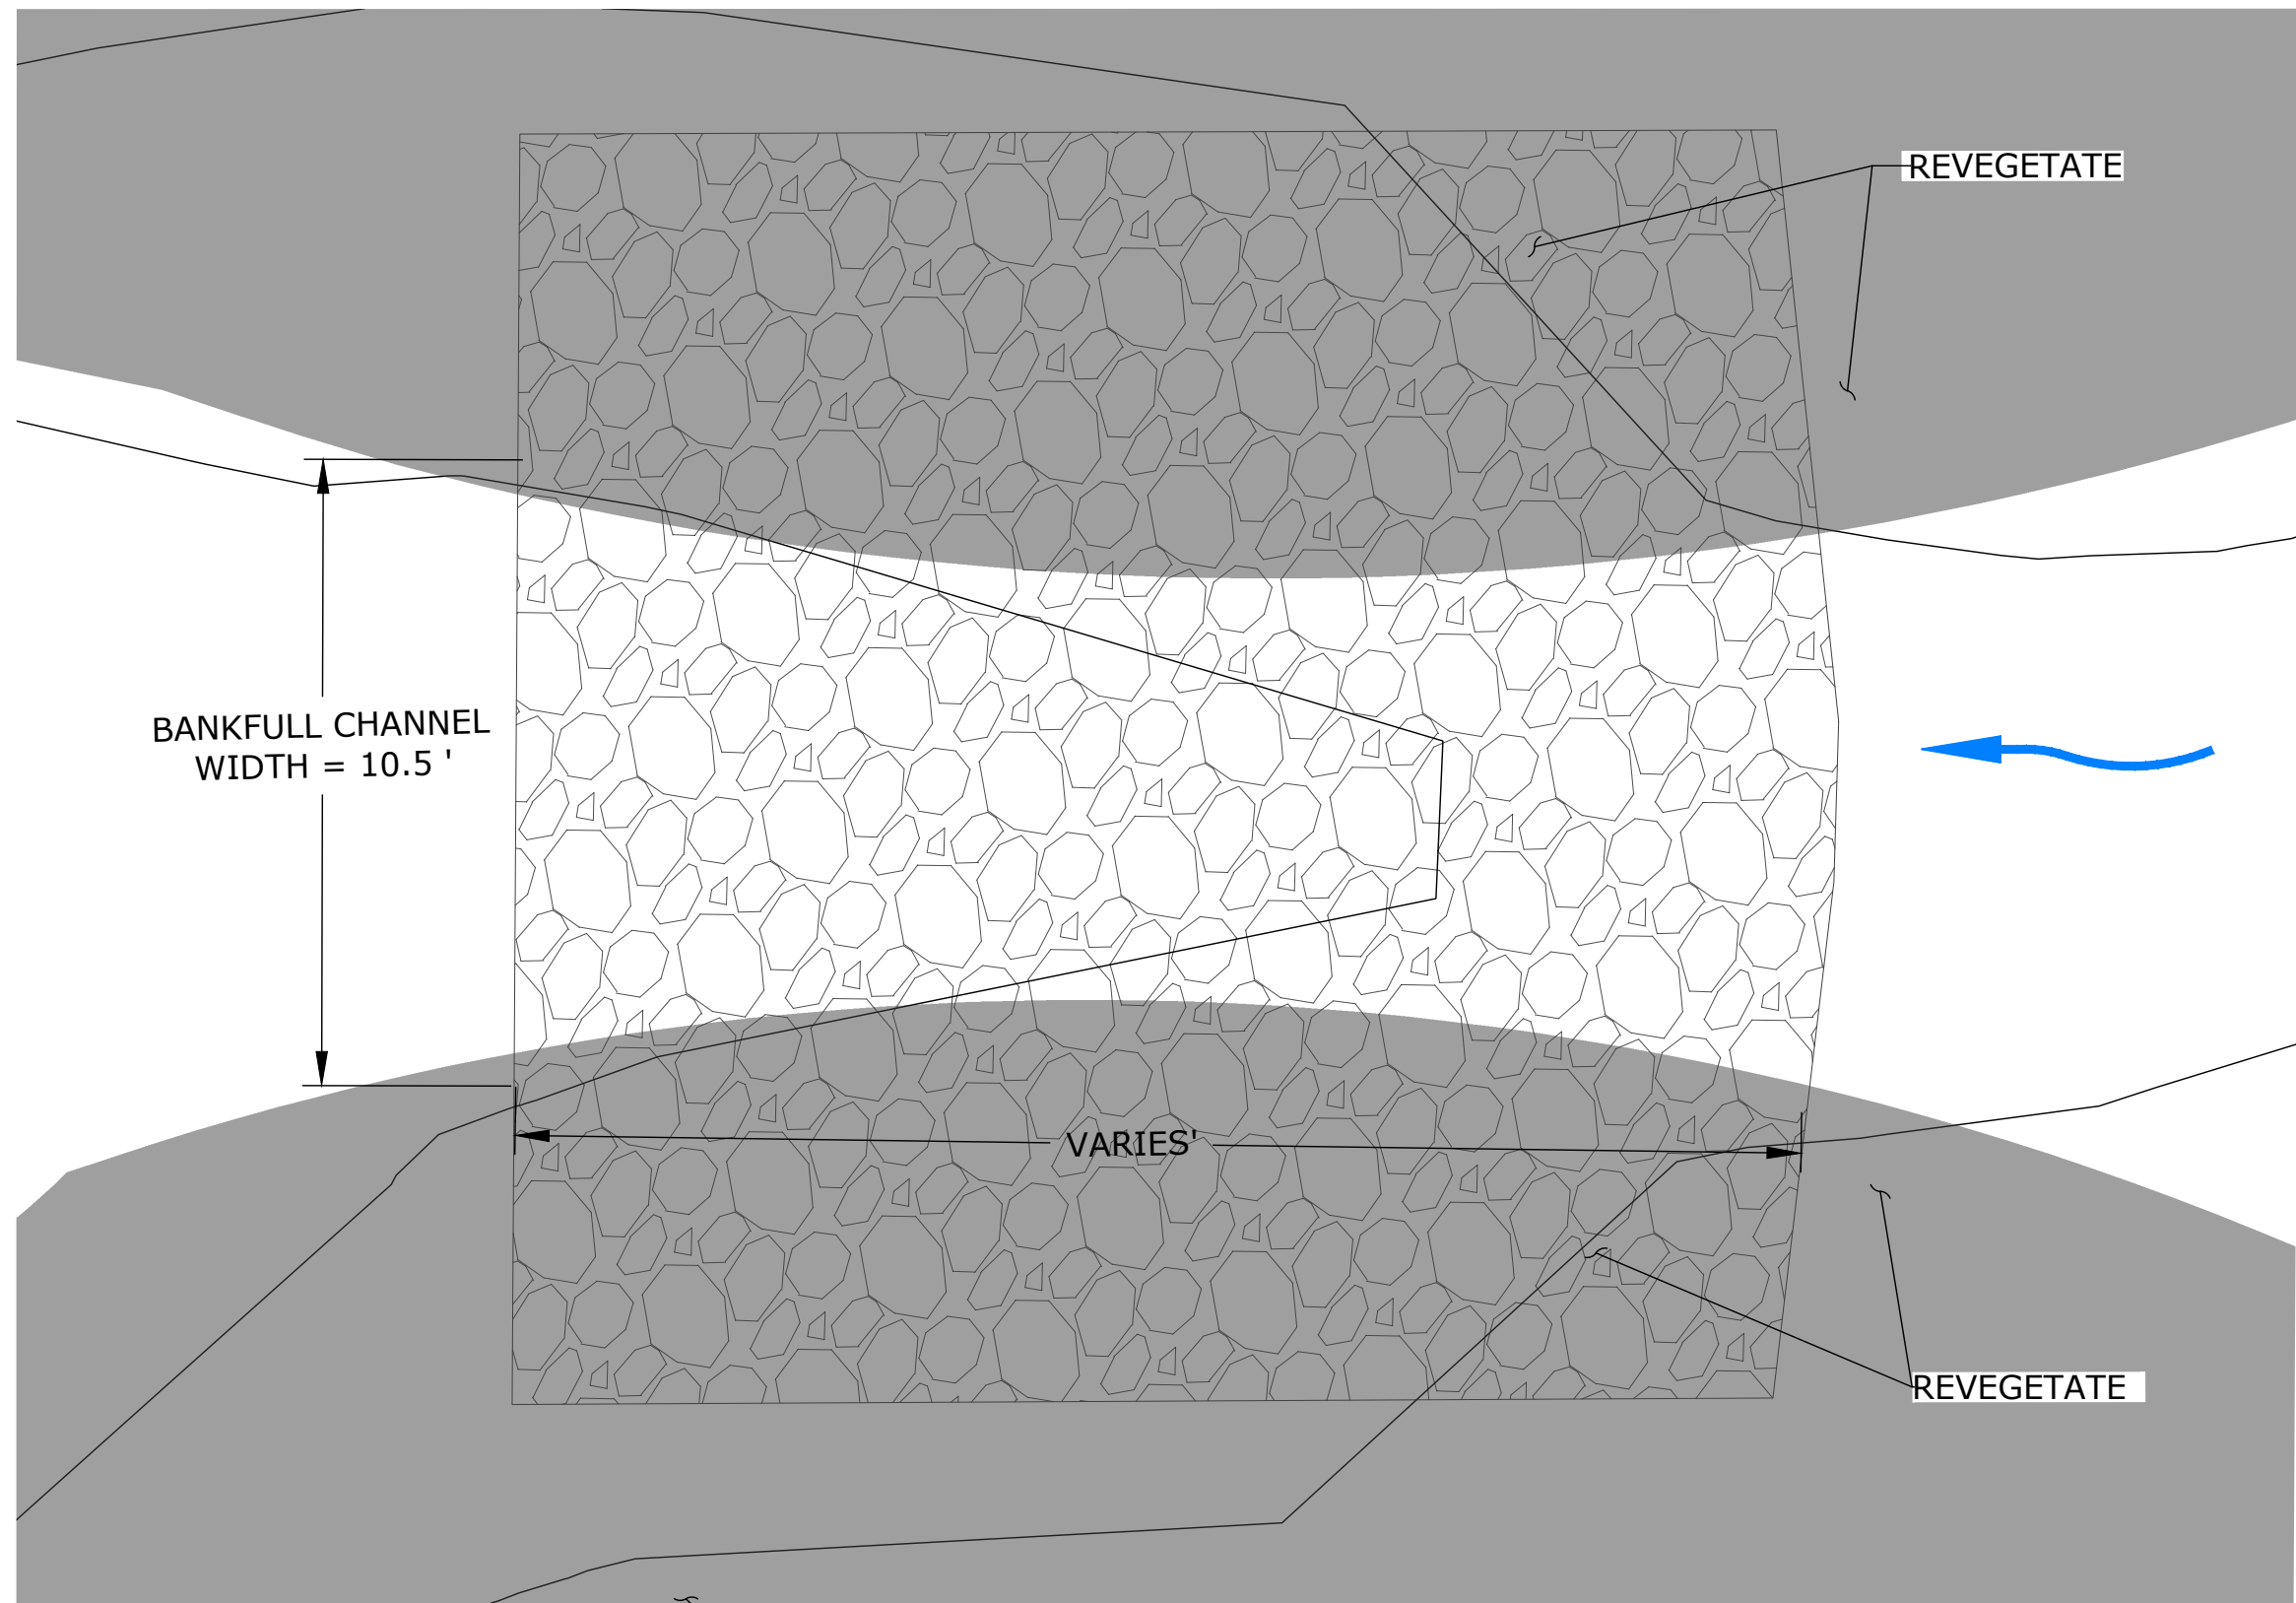 REVEGETATE
BANKFULL CHANNEL
WIDTH = 10.5 '
VARIES'
REVEGETATE